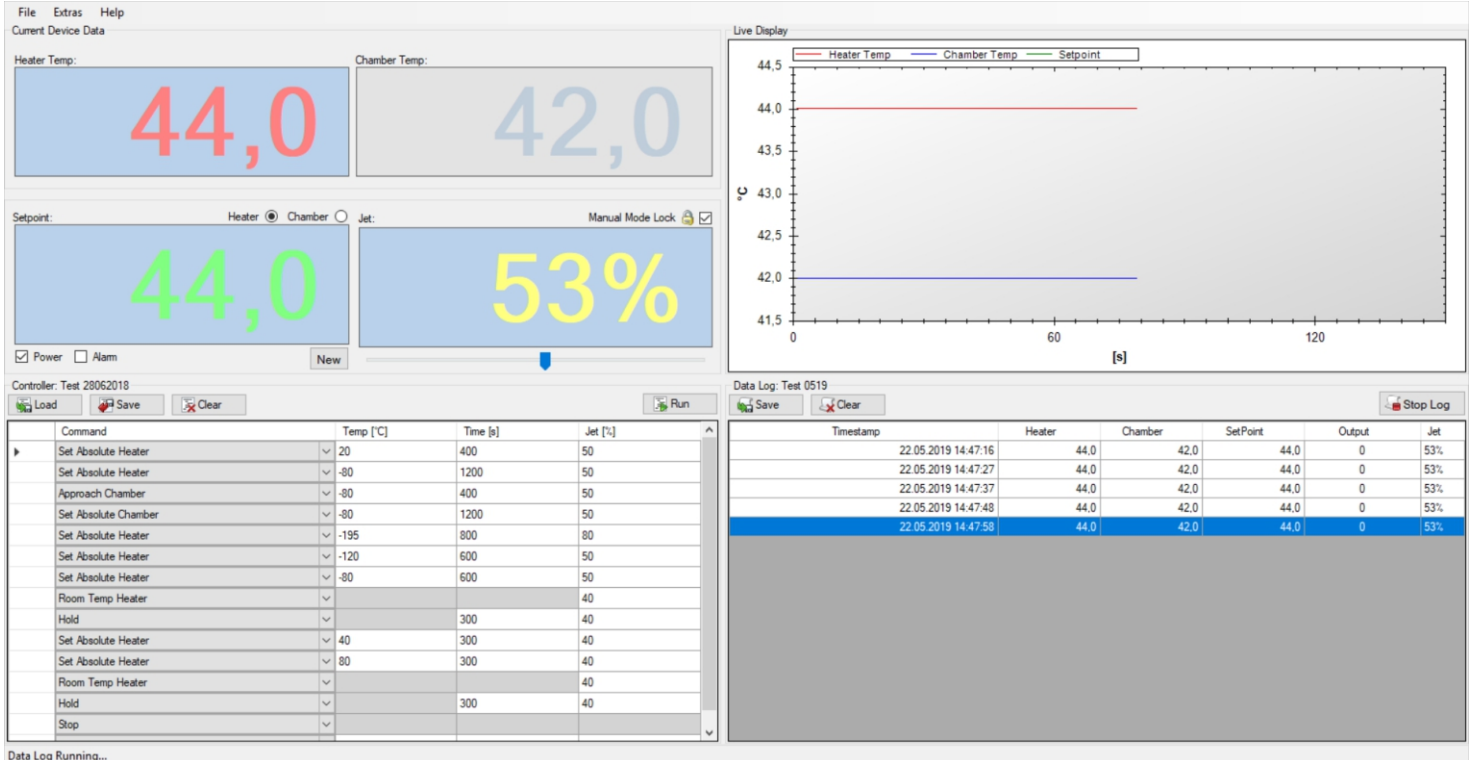 File Extras Help
Current Device Data
Heater Temp:
44,0
Chamber Temp:
42,0
Setpoint: Heater Chamber
44,0
Power Alarm New
Jet: Manual Mode Lock
53%
Live Display
Heater Temp Chamber Temp Setpoint
44,5
44,0
43,5
43,0
42,5
42,0
41,5
°C
0 60 120
[s]
Controller: Test 28062018
Load Save Clear Run
Command Temp [°C] Time [s] Jet [%]
Set Absolute Heater 20 400 50
Set Absolute Heater -80 1200 50
Approach Chamber -80 400 50
Set Absolute Chamber -80 1200 50
Set Absolute Heater -195 800 80
Set Absolute Heater -120 600 50
Set Absolute Heater -80 600 50
Room Temp Heater 40
Hold 300 40
Set Absolute Heater 40 300 40
Set Absolute Heater 80 300 40
Room Temp Heater 40
Hold 300 40
Stop
Data Log: Test 0519
Save Clear Stop Log
Timestamp Heater Chamber SetPoint Output Jet
22.05.2019 14:47:16 44,0 42,0 44,0 0 53%
22.05.2019 14:47:27 44,0 42,0 44,0 0 53%
22.05.2019 14:47:37 44,0 42,0 44,0 0 53%
22.05.2019 14:47:48 44,0 42,0 44,0 0 53%
22.05.2019 14:47:58 44,0 42,0 44,0 0 53%
Data Log Running...